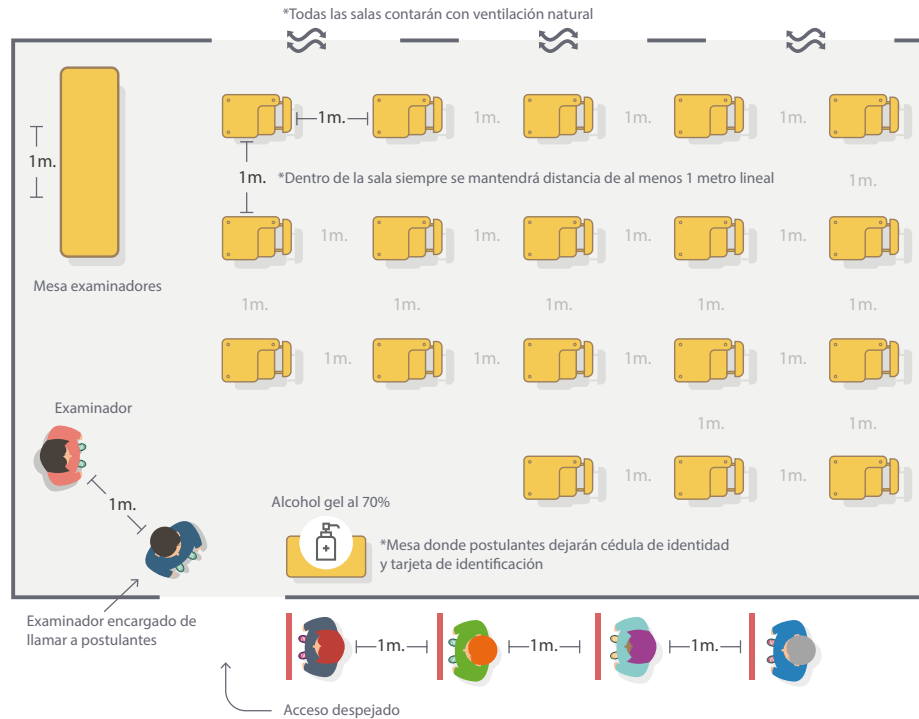 *Todas las salas contarán con ventilación natural
1m. 1m. 1m. 1m.
1m.
1m. *Dentro de la sala siempre se mantendrá distancia de al menos 1 metro lineal
1m.
1m. 1m. 1m. 1m.
Mesa examinadores
1m. 1m. 1m. 1m. 1m.
1m. 1m. 1m. 1m.
Examinador
1m. 1m.
1m. 1m.
Alcohol gel al 70%
1m.
*Mesa donde postulantes dejarán cédula de identidad
y tarjeta de identificación
Examinador encargado de
llamar a postulantes
1m. 1m. 1m.
Acceso despejado